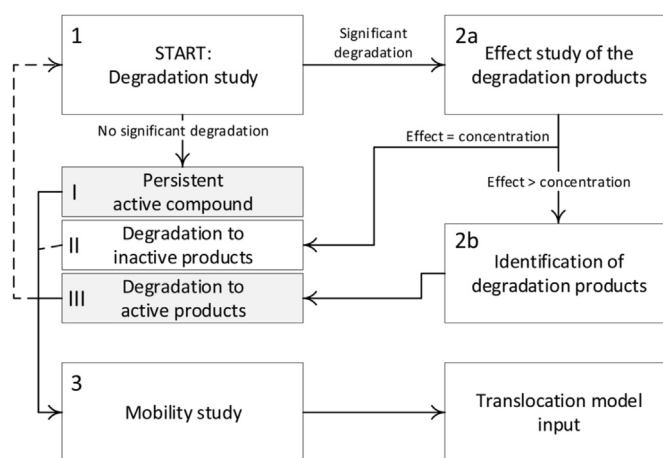 1
START:
Degradation study
Significant
degradation
2a
Effect study of the
degradation products
No significant degradation
Effect = concentration
Effect > concentration
I
Persistent
active compound
II
Degradation to
inactive products
III
Degradation to
active products
2b
Identification of
degradation products
3
Mobility study
Translocation model
input